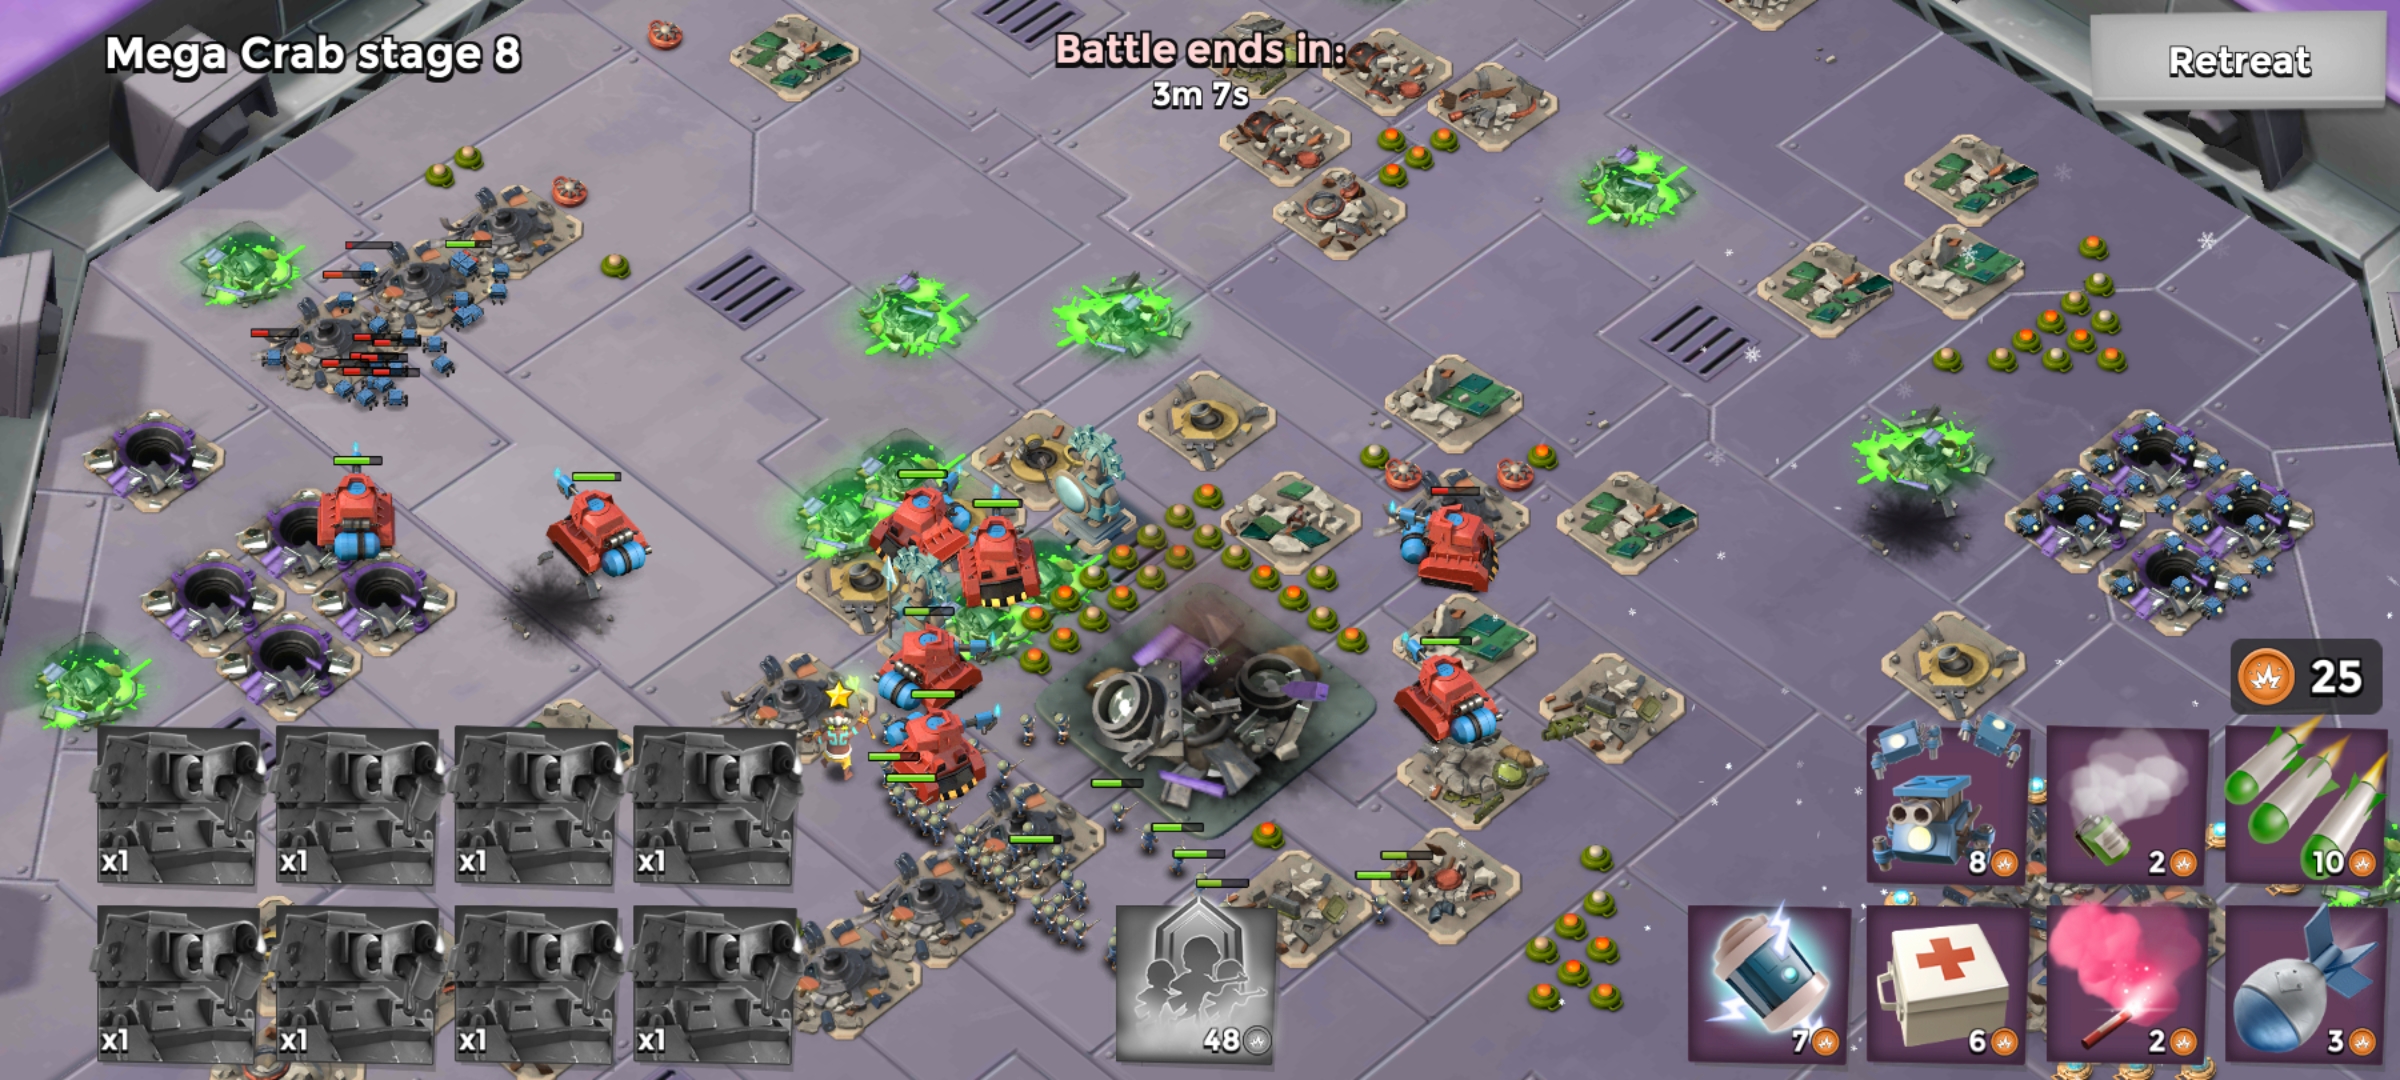 Mega Crab stage 8
Battle ends in:
3m 7s
Retreat
25
x1
x1
x1
x1
8
2
10
x1
x1
x1
x1
48
7
6
2
3